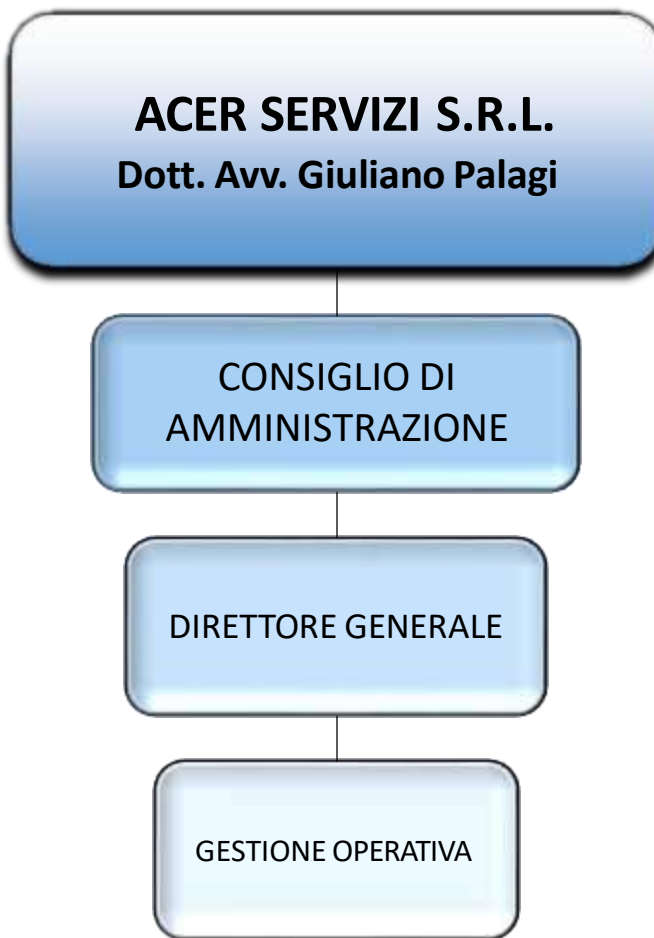 ACER SERVIZI S.R.L.
Dott. Avv. Giuliano Palagi
CONSIGLIO DI
AMMINISTRAZIONE
DIRETTORE GENERALE
GESTIONE OPERATIVA